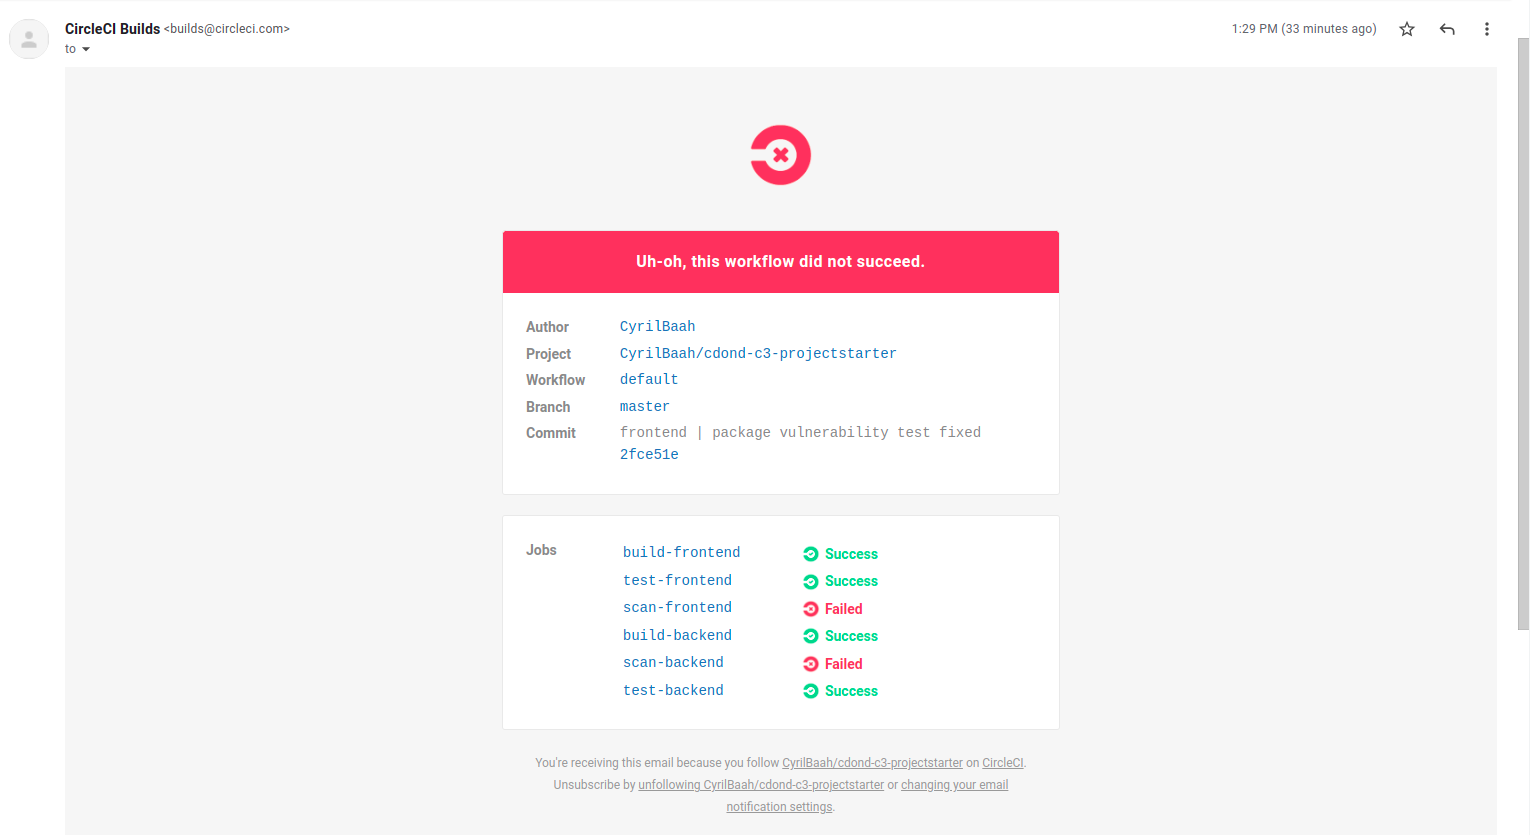 CircleCI Builds <builds@circleci.com>
1:29 PM (33 minutes ago)
to
Uh-oh, this workflow did not succeed.
Author CyrilBaah
Project CyrilBaah/cdond-c3-projectstarter
Workflow default
Branch master
Commit frontend | package vulnerability test fixed
2fce51e
Jobs build-frontend Success
test-frontend Success
scan-frontend Failed
build-backend Success
scan-backend Failed
test-backend Success
You're receiving this email because you follow CyrilBaah/cdond-c3-projectstarter on CircleCI.
Unsubscribe by unfollowing CyrilBaah/cdond-c3-projectstarter or changing your email
notification settings.